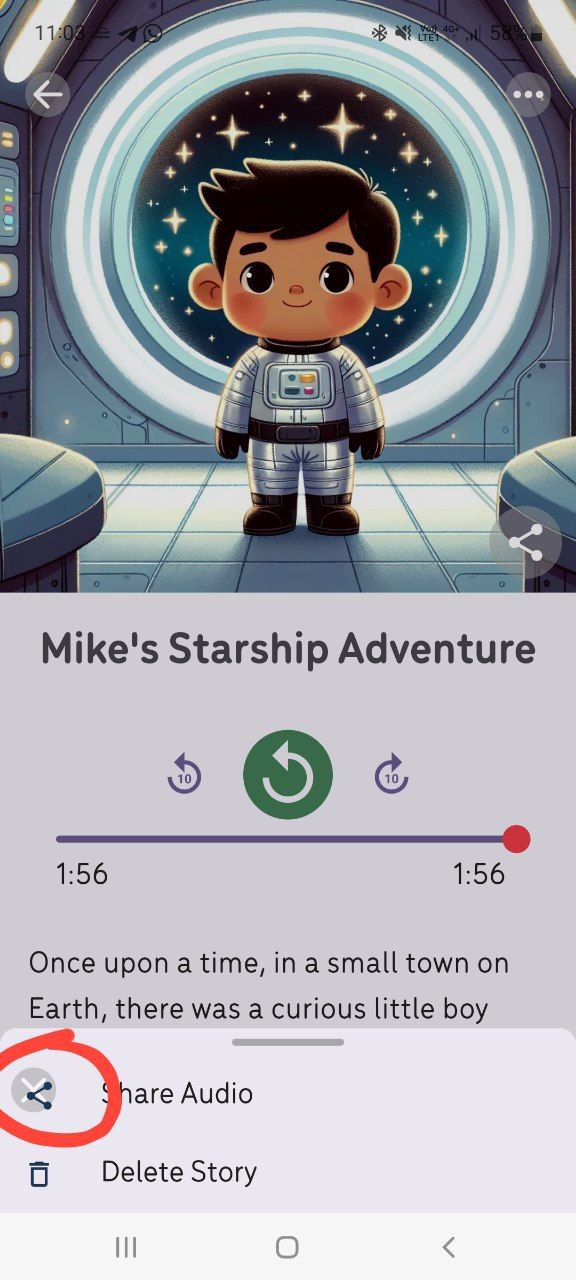 11:03
58%
Mike's Starship Adventure
10
10
1:56
1:56
Once upon a time, in a small town on
Earth, there was a curious little boy
Share Audio
Delete Story